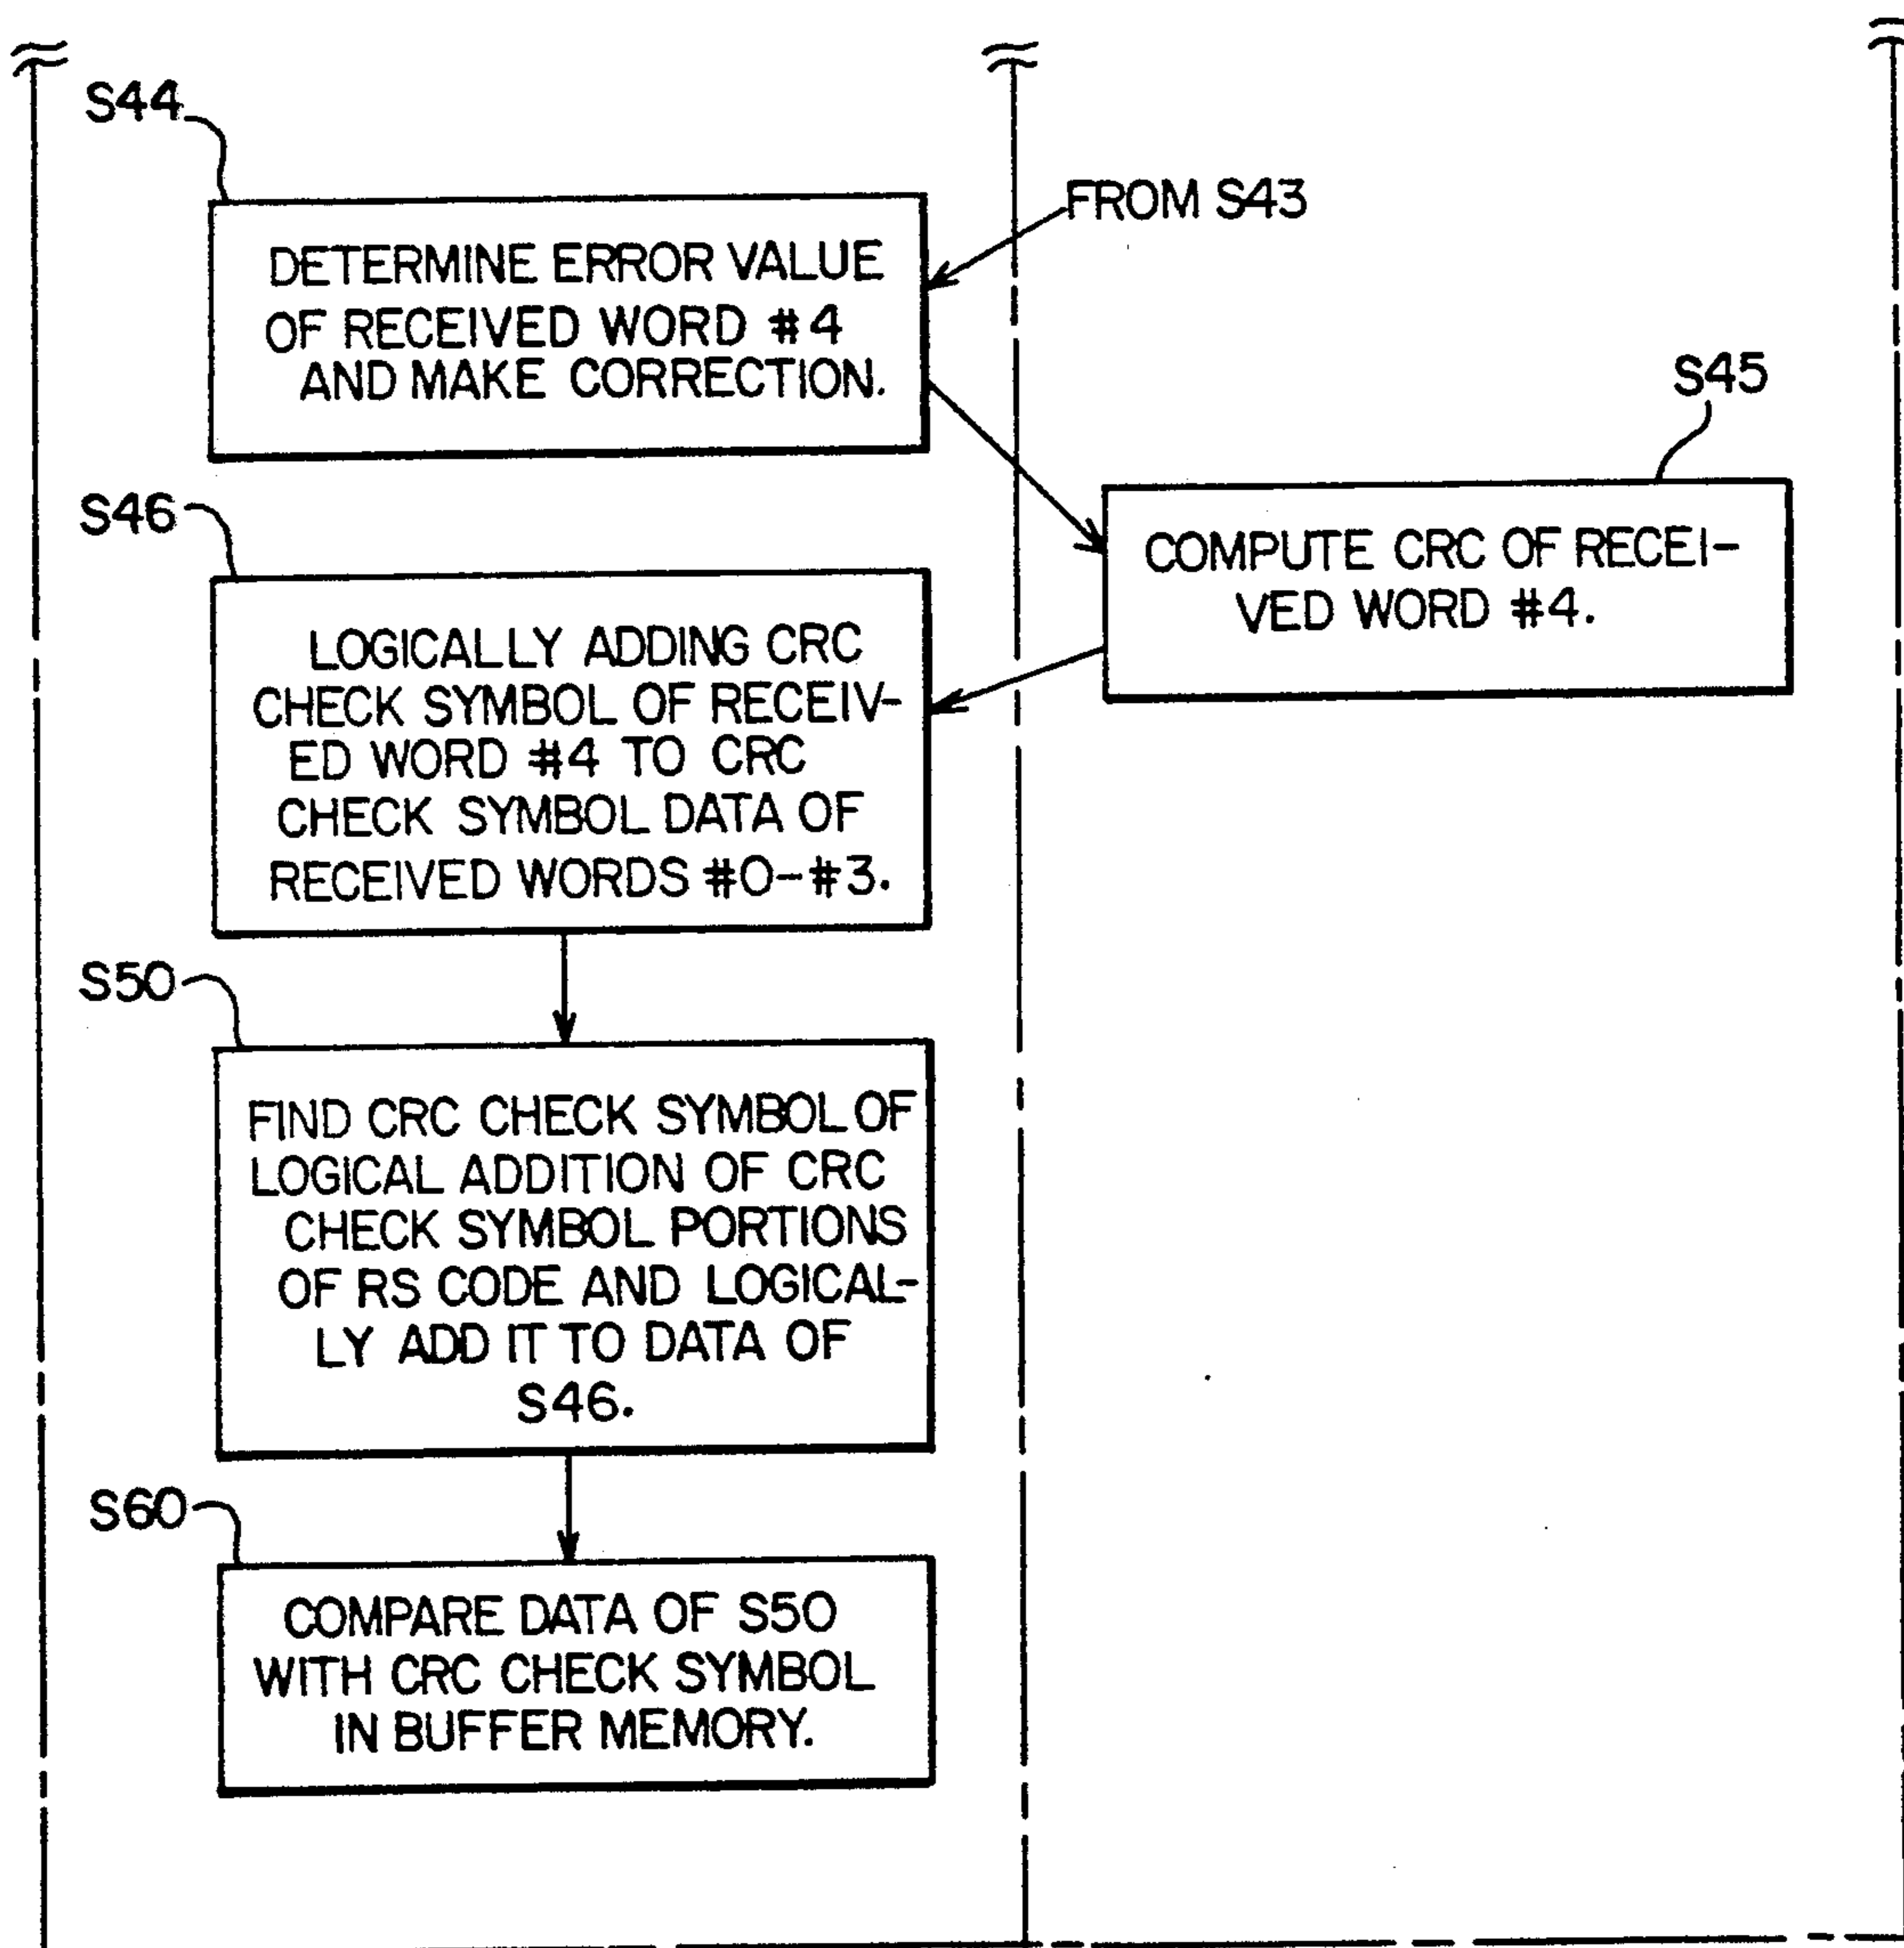 S44
FROM S43
DETERMINE ERROR VALUE
OF RECEIVED WORD #4
AND MAKE CORRECTION.
S45
COMPUTE CRC OF RECEI-
VED WORD #4.
S46
LOGICALLY ADDING CRC
CHECK SYMBOL OF RECEIV-
ED WORD #4 TO CRC
CHECK SYMBOL DATA OF
RECEIVED WORDS #0-#3.
S50
FIND CRC CHECK SYMBOL OF
LOGICAL ADDITION OF CRC
CHECK SYMBOL PORTIONS
OF RS CODE AND LOGICAL-
LY ADD IT TO DATA OF
S46.
S60
COMPARE DATA OF S50
WITH CRC CHECK SYMBOL
IN BUFFER MEMORY.